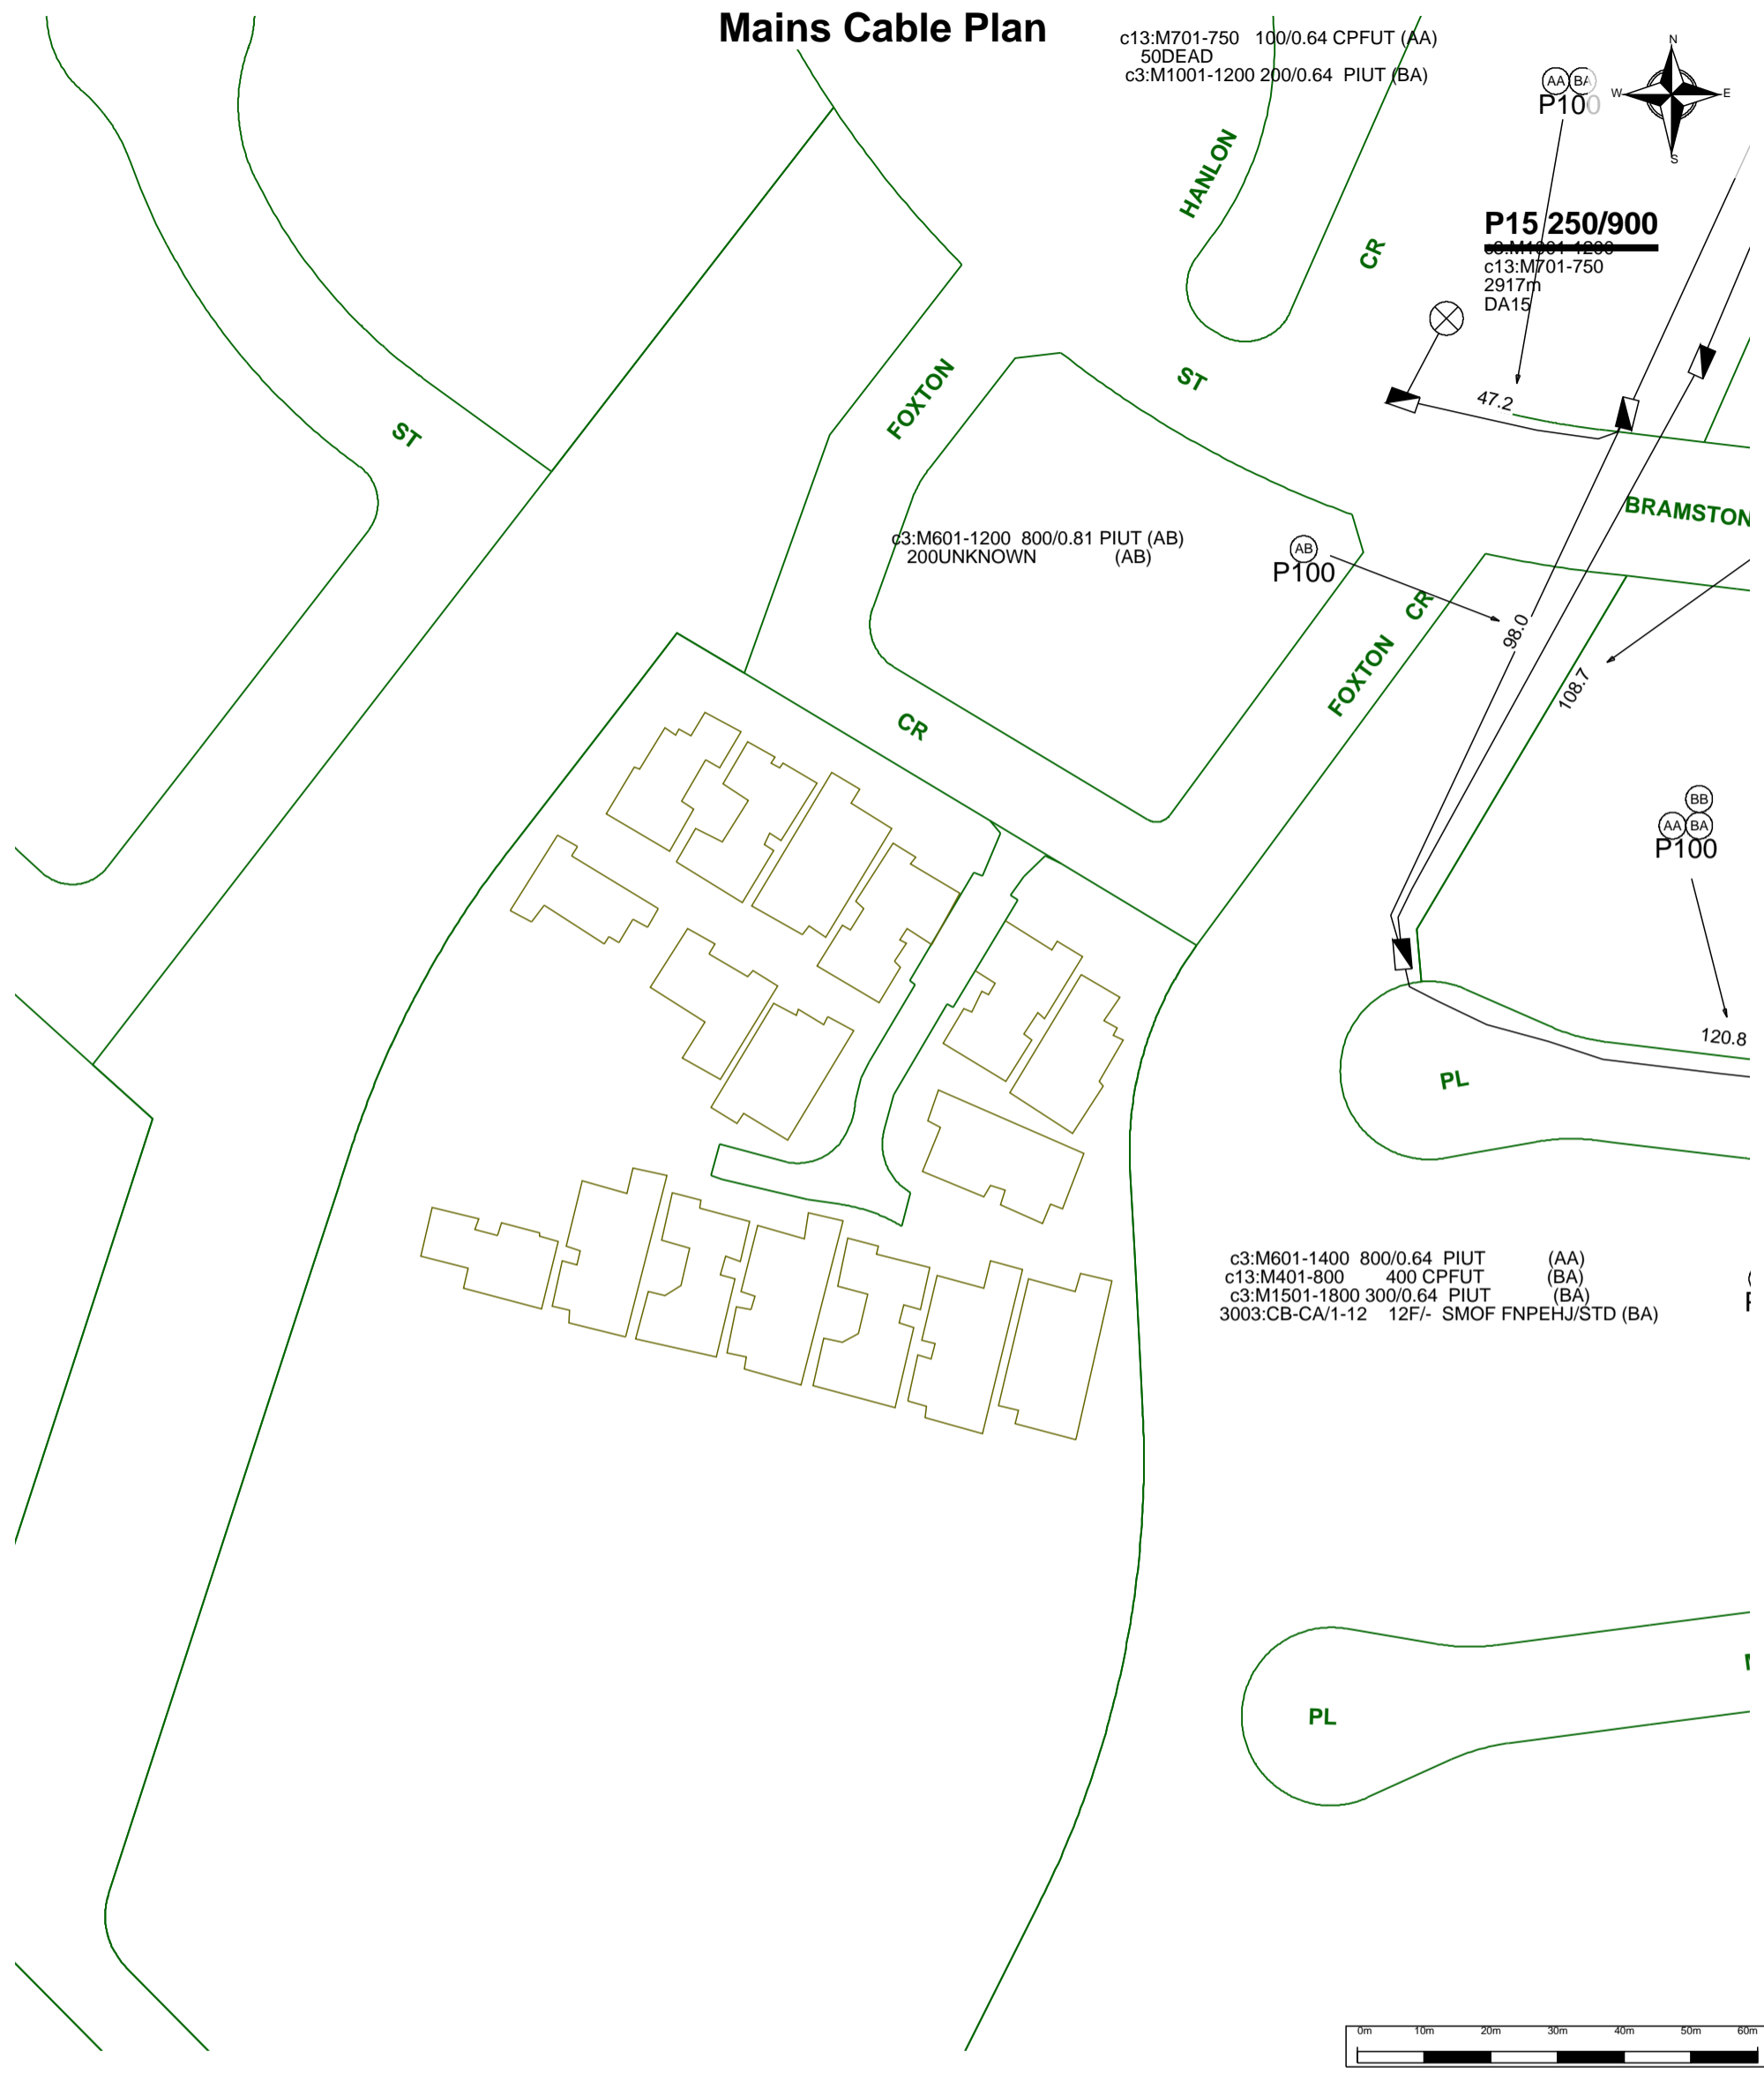 Mains Cable Plan
c13:M701-750 100/0.64 CPFUT (AA)
50DEAD
c3:M1001-1200 200/0.64 PIUT (BA)
N
W
E
S
AA BA
P100
HANLON
CR
P15 250/900
c3:M1001-1200
c13:M701-750
2917m
DA15
47.2
FOXTON
ST
ST
BRAMSTON
c3:M601-1200 800/0.81 PIUT (AB)
200UNKNOWN (AB)
AB
P100
FOXTON CR
98.0
108.7
CR
BB
AA BA
P100
120.8
PL
c3:M601-1400 800/0.64 PIUT (AA)
c13:M401-800 400 CPFUT (BA)
c3:M1501-1800 300/0.64 PIUT (BA)
3003:CB-CA/1-12 12F/- SMOF FNPEHJ/STD (BA)
PL
0m 10m 20m 30m 40m 50m 60m